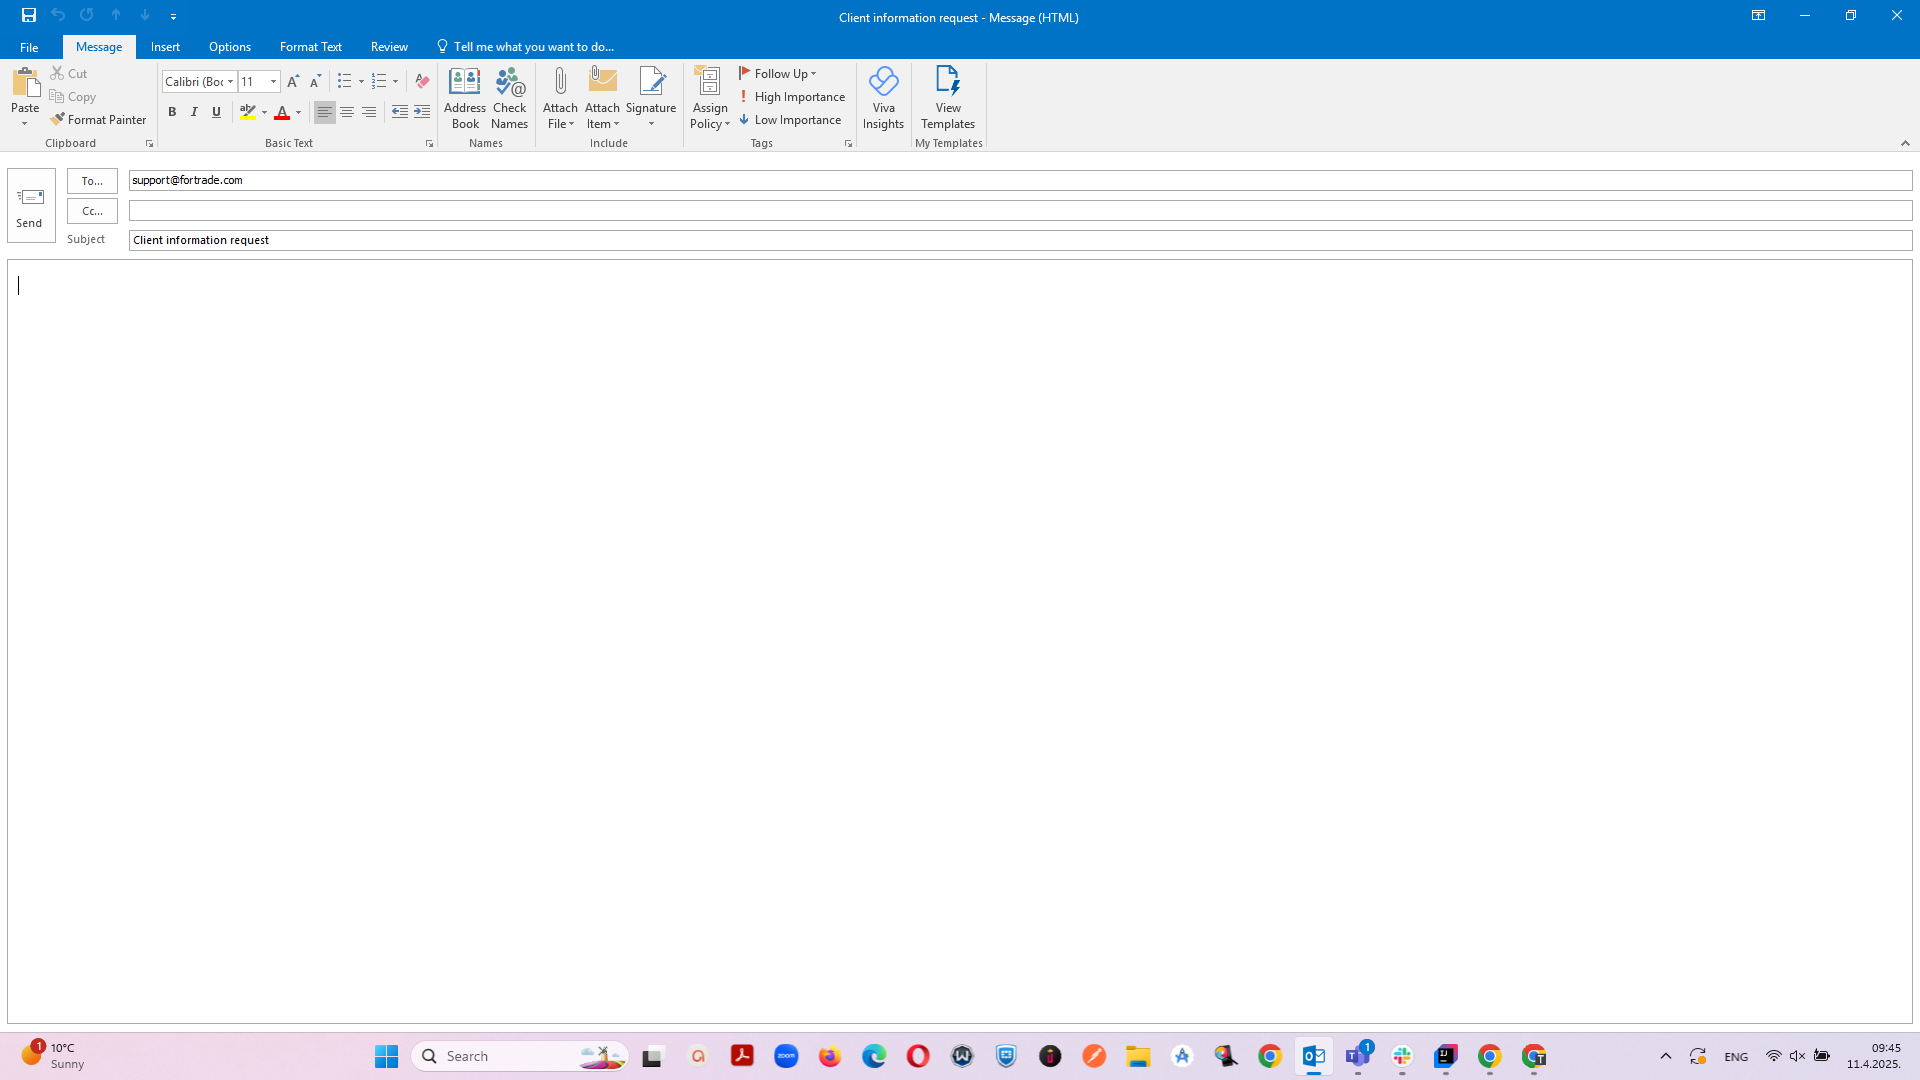 Client information request - Message (HTML)
File Message Insert Options Format Text Review Tell me what you want to do...
Paste Cut Copy Format Painter
Clipboard
Calibri (Boc 11
B I U
Basic Text
Address Book Check Names
Names
Attach File Attach Item Signature
Include
Assign Policy Follow Up High Importance Low Importance
Tags
Viva Insights
View Templates
My Templates
Send
To... support@fortrade.com
Cc...
Subject Client information request
1 10°C
Sunny
Search
zoom
1
ENG
09:45
11.4.2025.